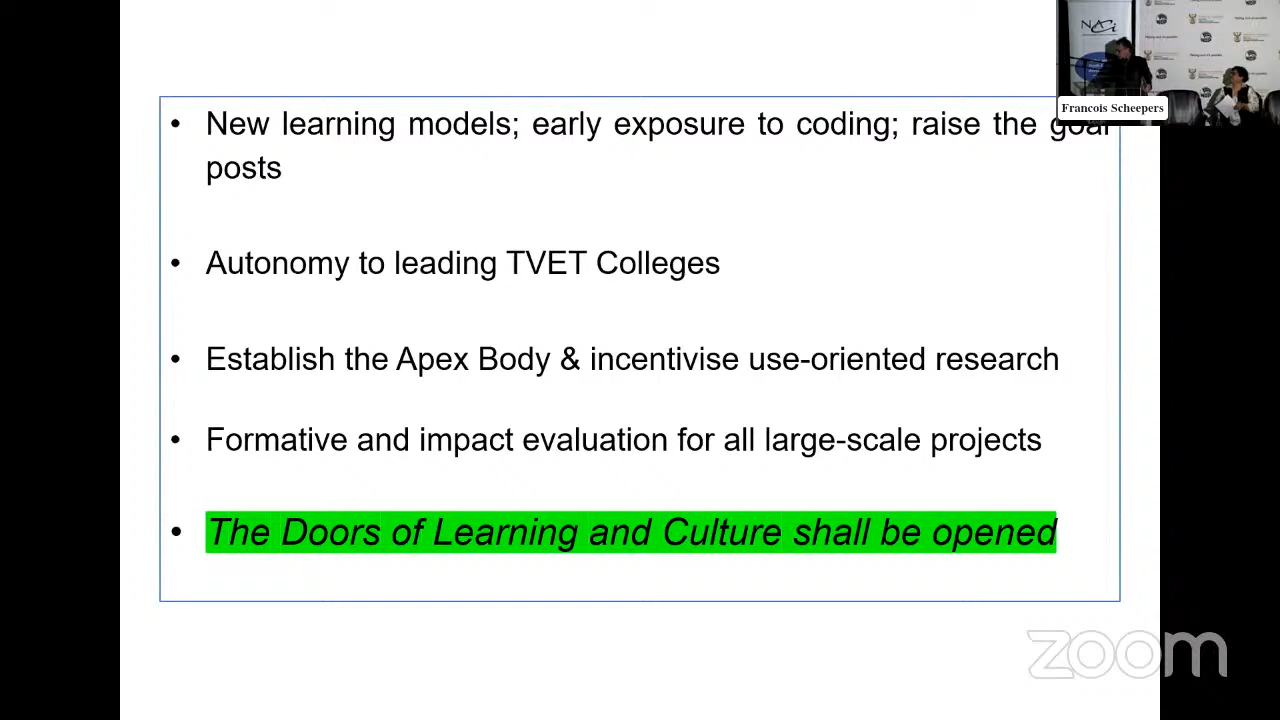 • New learning models; early exposure to coding; raise the goal
posts
• Autonomy to leading TVET Colleges
• Establish the Apex Body & incentivise use-oriented research
• Formative and impact evaluation for all large-scale projects
• The Doors of Learning and Culture shall be opened
Francois Scheepers
zoom